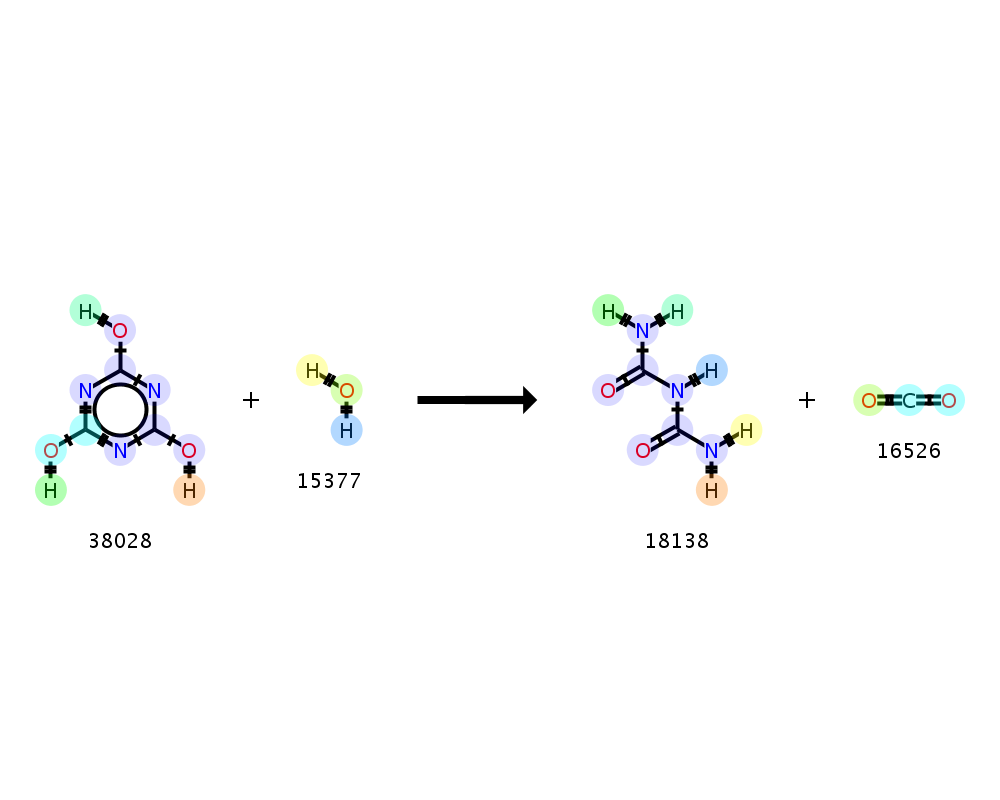 H O
N N
O N O
H H
38028
+
H O
H
15377
H N H
O N H
O N H
H
18138
+
O C O
16526